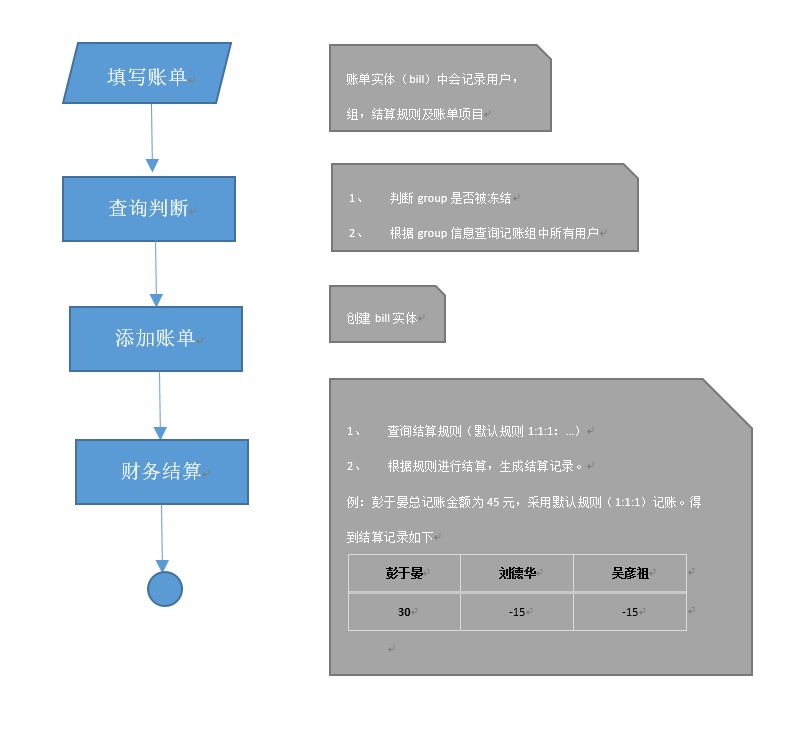 填写账单
账单实体（bill）中会记录用户，
组，结算规则及账单项目
查询判断
1、 判断 group 是否被冻结
2、 根据 group 信息查询记账组中所有用户
添加账单
创建 bill 实体
财务结算
1、 查询结算规则（默认规则 1:1:1：…）
2、 根据规则进行结算，生成结算记录。
例：彭于晏总记账金额为 45 元，采用默认规则（1:1:1）记账。得
到结算记录如下
彭于晏 刘德华 吴彦祖
30 -15 -15